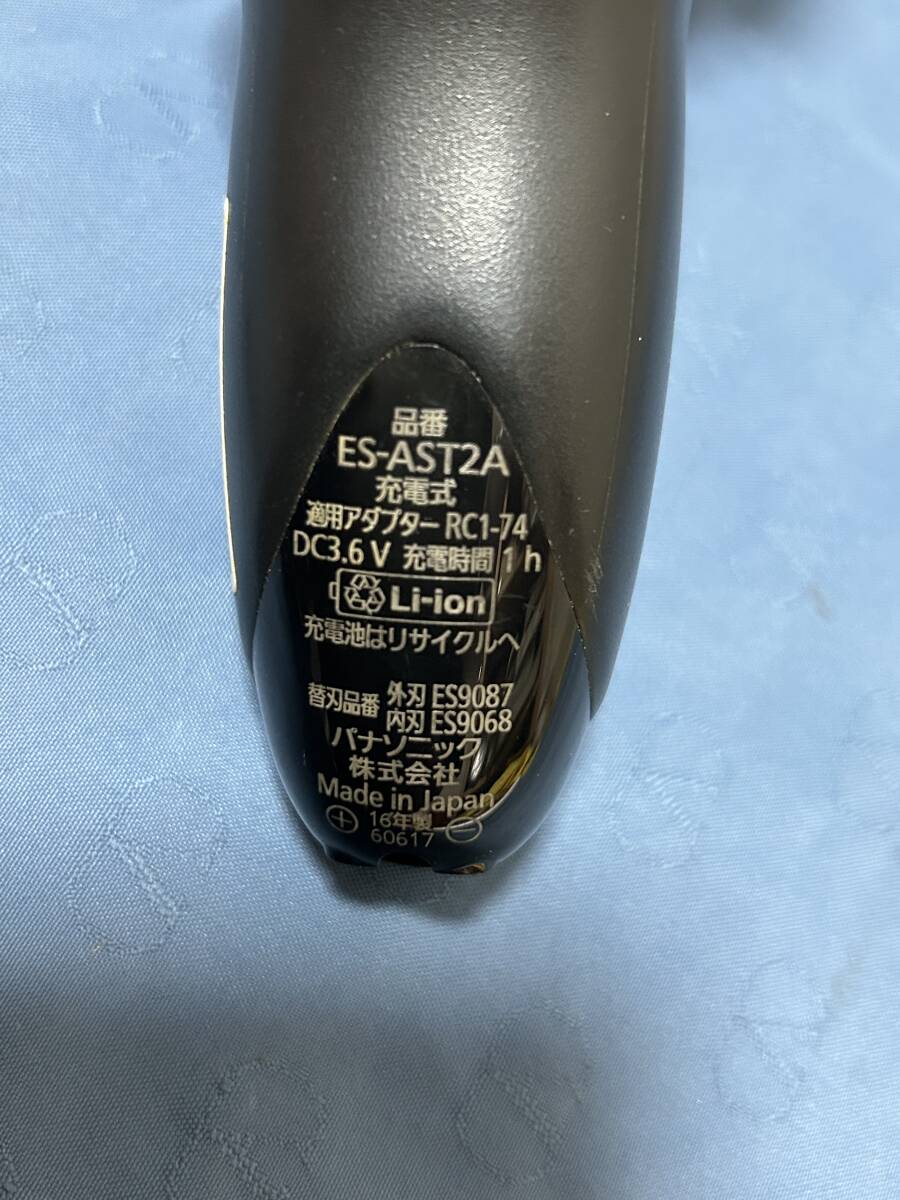 品番
ES-AST2A
充電式
適用アダプター RC1-74
DC3.6 V 充電時間 1 h
Li-ion
充電池はリサイクルへ
替刃品番 外刃 ES9087
内刃 ES9068
パナソニック
株式会社
Made in Japan
16年製
60617